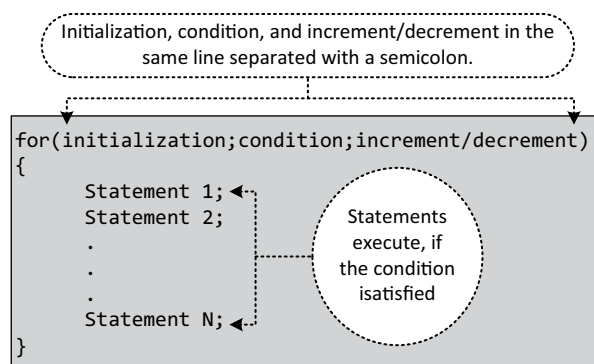 Initialization, condition, and increment/decrement in the
same line separated with a semicolon.
for(initialization;condition;increment/decrement)
{
Statement 1;
Statement 2;
.
.
.
Statement N;
}
Statements
execute, if
the condition
isatisfied